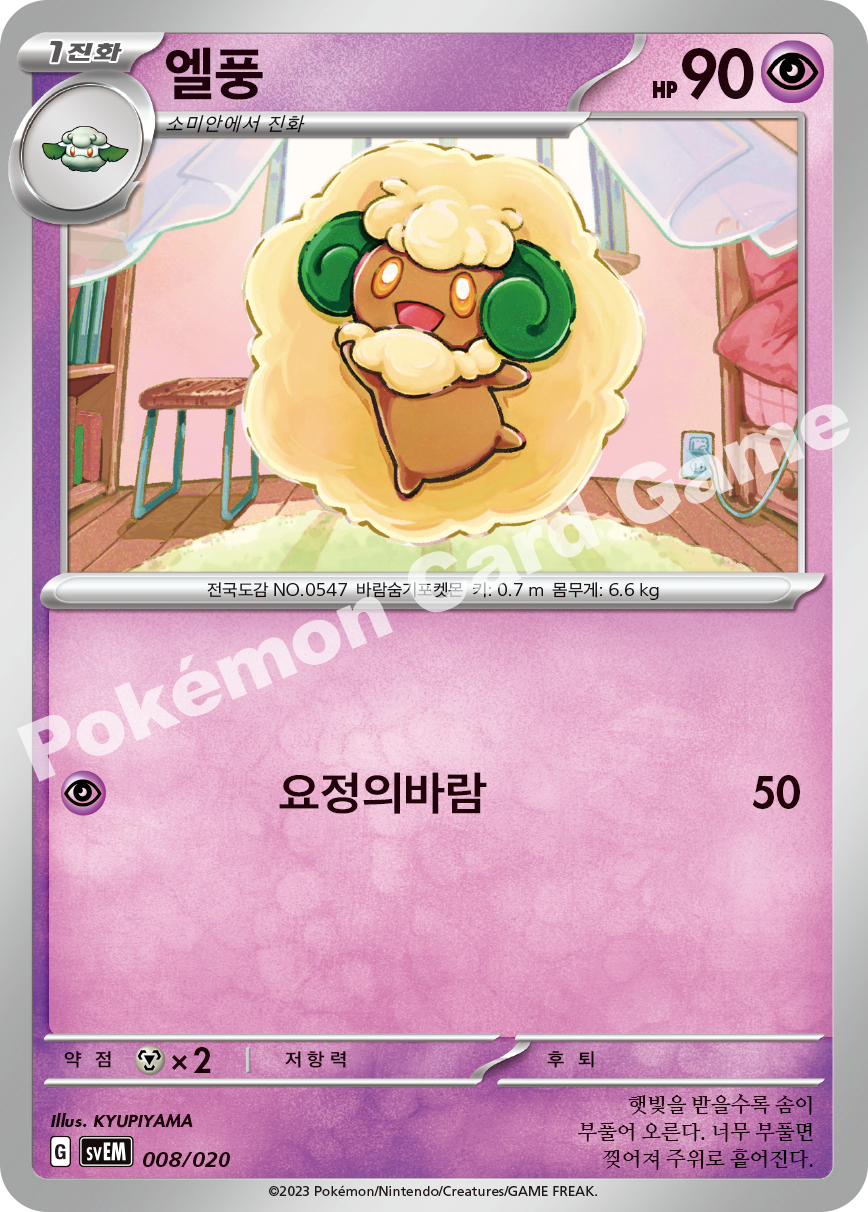 1진화
엘풍
HP 90
소미안에서 진화
전국도감 NO.0547 바람숨기포켓몬 키: 0.7 m 몸무게: 6.6 kg
Pokémon Card Game
요정의바람 50
약점 ×2 저항력 후퇴
Illus. KYUPIYAMA
햇빛을 받을수록 솜이
부풀어 오른다. 너무 부풀면
찢어져 주위로 흩어진다.
G svEM 008/020
©2023 Pokémon/Nintendo/Creatures/GAME FREAK.